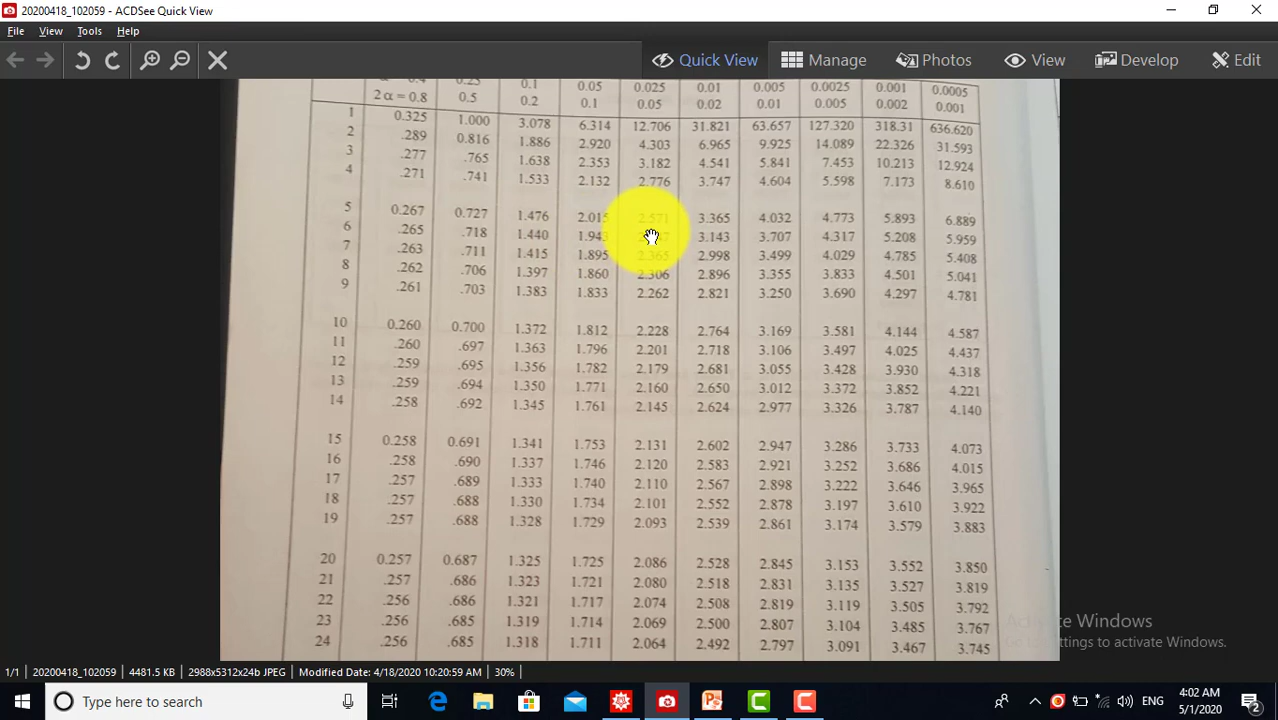 20200418_102059 - ACDSee Quick View
File View Tools Help
Quick View Manage Photos View Develop Edit
0.25 0.1 0.05 0.025 0.01 0.005 0.0025 0.001 0.0005
2 α = 0.8 0.5 0.2 0.1 0.05 0.02 0.01 0.005 0.002 0.001
1 0.325 1.000 3.078 6.314 12.706 31.821 63.657 127.320 318.31 636.620
2 .289 0.816 1.886 2.920 4.303 6.965 9.925 14.089 22.326 31.593
3 .277 .765 1.638 2.353 3.182 4.541 5.841 7.453 10.213 12.924
4 .271 .741 1.533 2.132 2.776 3.747 4.604 5.598 7.173 8.610
5 0.267 0.727 1.476 2.015 2.571 3.365 4.032 4.773 5.893 6.889
6 .265 .718 1.440 1.943 3.143 3.707 4.317 5.208 5.959
7 .263 .711 1.415 1.895 2.365 2.998 3.499 4.029 4.785 5.408
8 .262 .706 1.397 1.860 2.306 2.896 3.355 3.833 4.501 5.041
9 .261 .703 1.383 1.833 2.262 2.821 3.250 3.690 4.297 4.781
10 0.260 0.700 1.372 1.812 2.228 2.764 3.169 3.581 4.144 4.587
11 .260 .697 1.363 1.796 2.201 2.718 3.106 3.497 4.025 4.437
12 .259 .695 1.356 1.782 2.179 2.681 3.055 3.428 3.930 4.318
13 .259 .694 1.350 1.771 2.160 2.650 3.012 3.372 3.852 4.221
14 .258 .692 1.345 1.761 2.145 2.624 2.977 3.326 3.787 4.140
15 0.258 0.691 1.341 1.753 2.131 2.602 2.947 3.286 3.733 4.073
16 .258 .690 1.337 1.746 2.120 2.583 2.921 3.252 3.686 4.015
17 .257 .689 1.333 1.740 2.110 2.567 2.898 3.222 3.646 3.965
18 .257 .688 1.330 1.734 2.101 2.552 2.878 3.197 3.610 3.922
19 .257 .688 1.328 1.729 2.093 2.539 2.861 3.174 3.579 3.883
20 0.257 0.687 1.325 1.725 2.086 2.528 2.845 3.153 3.552 3.850
21 .257 .686 1.323 1.721 2.080 2.518 2.831 3.135 3.527 3.819
22 .256 .686 1.321 1.717 2.074 2.508 2.819 3.119 3.505 3.792
23 .256 .685 1.319 1.714 2.069 2.500 2.807 3.104 3.485 3.767
24 .256 .685 1.318 1.711 2.064 2.492 2.797 3.091 3.467 3.745
Activate Windows
Go to Settings to activate Windows.
1/1 20200418_102059 4481.5 KB 2988x5312x24b JPEG Modified Date: 4/18/2020 10:20:59 AM 30%
Type here to search
ENG
4:02 AM
5/1/2020
2